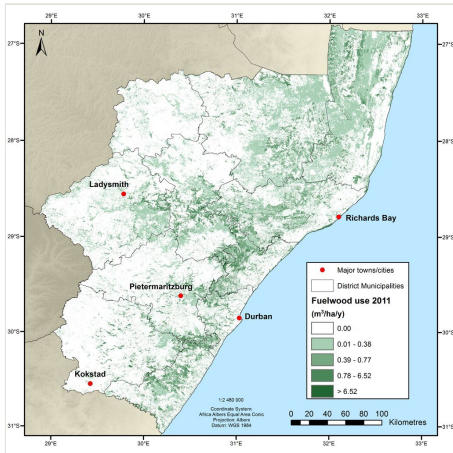 29°E 30°E 31°E 32°E 33°E
27°S
27°S
N
28°S
28°S
Ladysmith
Richards Bay
29°S
29°S
Major towns/cities
District Municipalities
Pietermaritzburg
Fuelwood use 2011
(m³/ha/y)
Durban
0.00
30°S
30°S
0.01 - 0.38
0.39 - 0.77
0.78 - 6.52
> 6.52
Kokstad
1:2 480 000
Coordinate System:
Africa Albers Equal Area Conic
Projection: Albers
Datum: WGS 1984
0 20 40 60 80 100
Kilometres
31°S
31°S
29°E 30°E 31°E 32°E 33°E